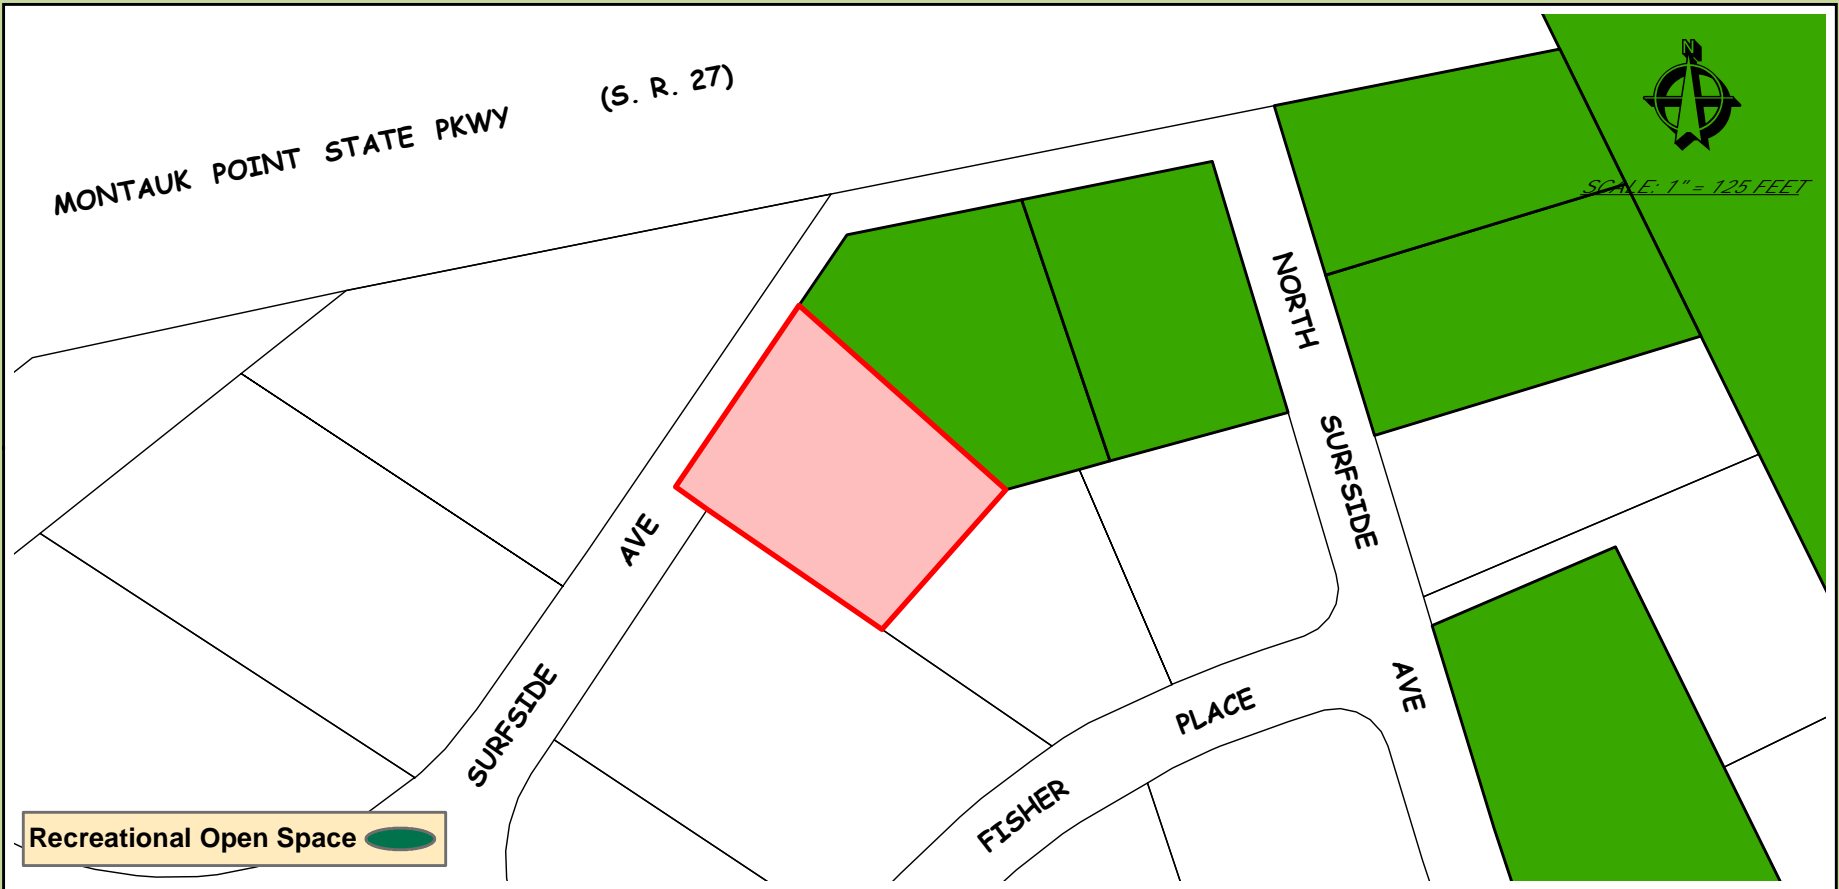 MONTAUK POINT STATE PKWY (S. R. 27)
N
SCALE: 1" = 125 FEET
NORTH SURFSIDE AVE
SURFSIDE AVE
FISHER PLACE
Recreational Open Space